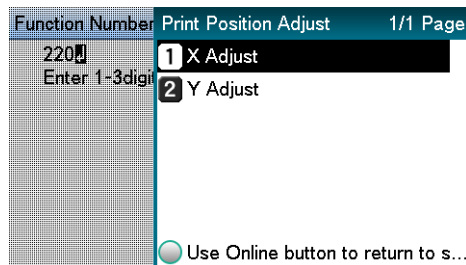 Function Number
220
Enter 1-3digi
Print Position Adjust 1/1 Page
1 X Adjust
2 Y Adjust
Use Online button to return to s...